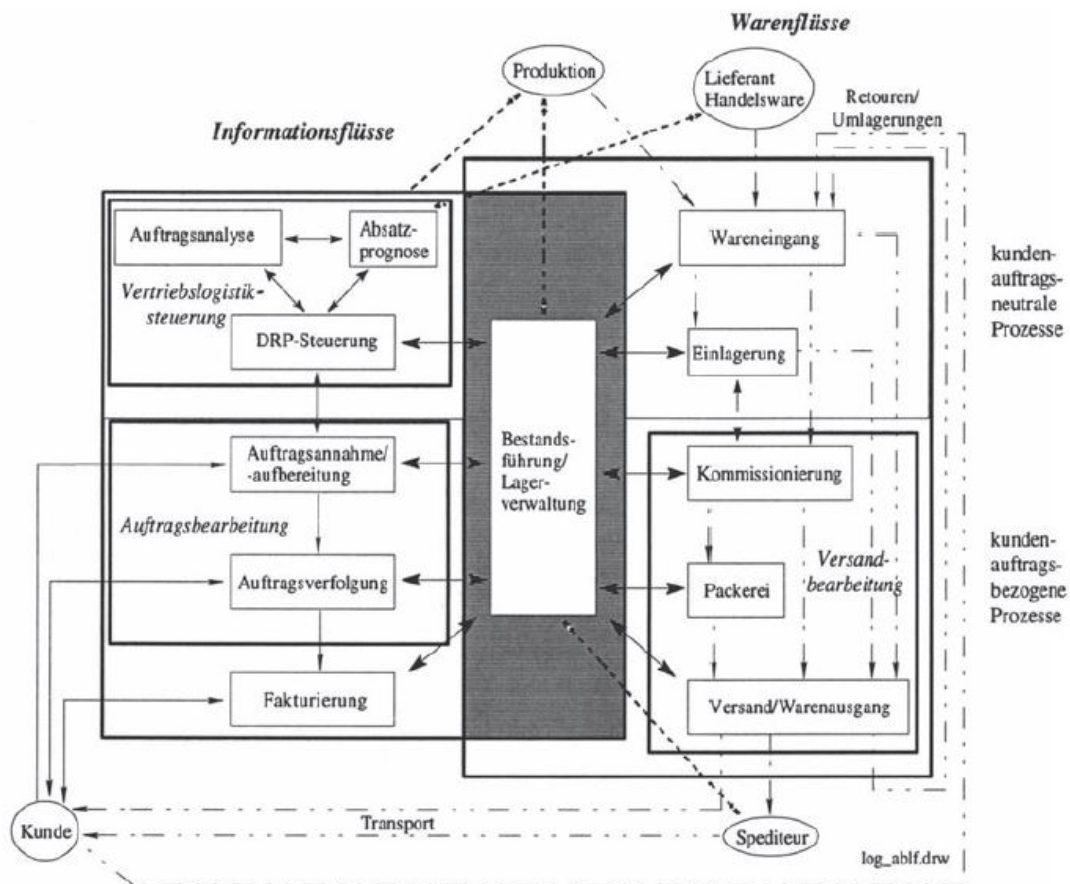 Warenflüsse
Produktion
Lieferant
Handelsware
Retouren/
Umlagerungen
Informationsflüsse
Auftragsanalyse
Absatz-
prognose
Vertriebslogistik-
steuerung
DRP-Steuerung
Wareneingang
Einlagerung
kunden-
auftrags-
neutrale
Prozesse
Auftragsannahme/
-aufbereitung
Auftragsbearbeitung
Auftragsverfolgung
Fakturierung
Bestands-
führung/
Lager-
verwaltung
Kommissionierung
Packerei
Versand-
bearbeitung
Versand/Warenausgang
kunden-
auftrags-
bezogene
Prozesse
Kunde
Transport
Spediteur
log_ablf.drw